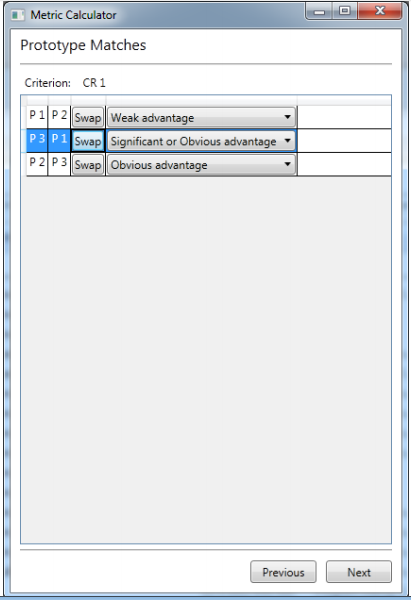 Metric Calculator
Prototype Matches
Criterion: CR 1
P 1 P 2 Swap Weak advantage
P 3 P 1 Swap Significant or Obvious advantage
P 2 P 3 Swap Obvious advantage
Previous Next